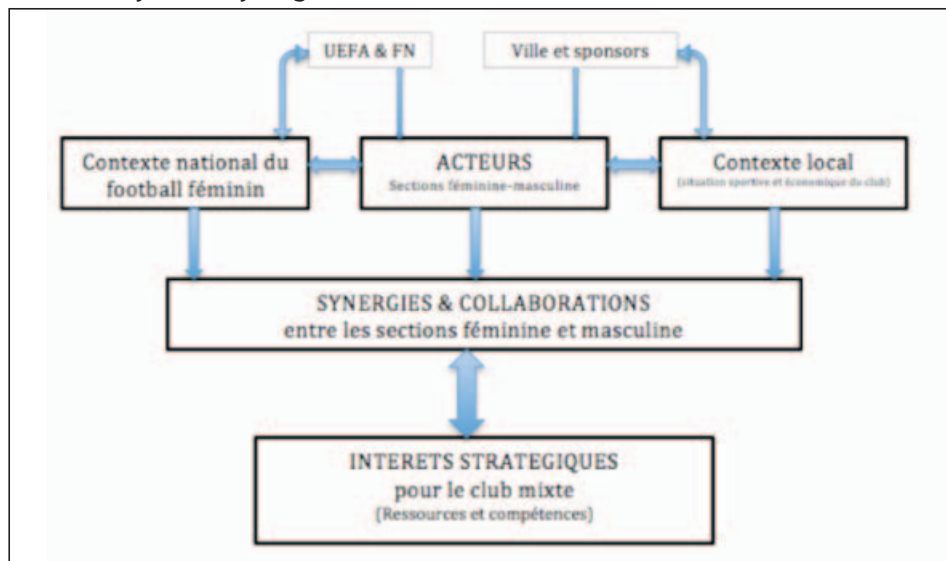 UEFA & FN
Ville et sponsors
Contexte national du
football féminin
ACTEURS
Sections féminine-masculine
Contexte local
(situation sportive et économique du club)
SYNERGIES & COLLABORATIONS
entre les sections féminine et masculine
INTERETS STRATEGIQUES
pour le club mixte
(Ressources et compétences)